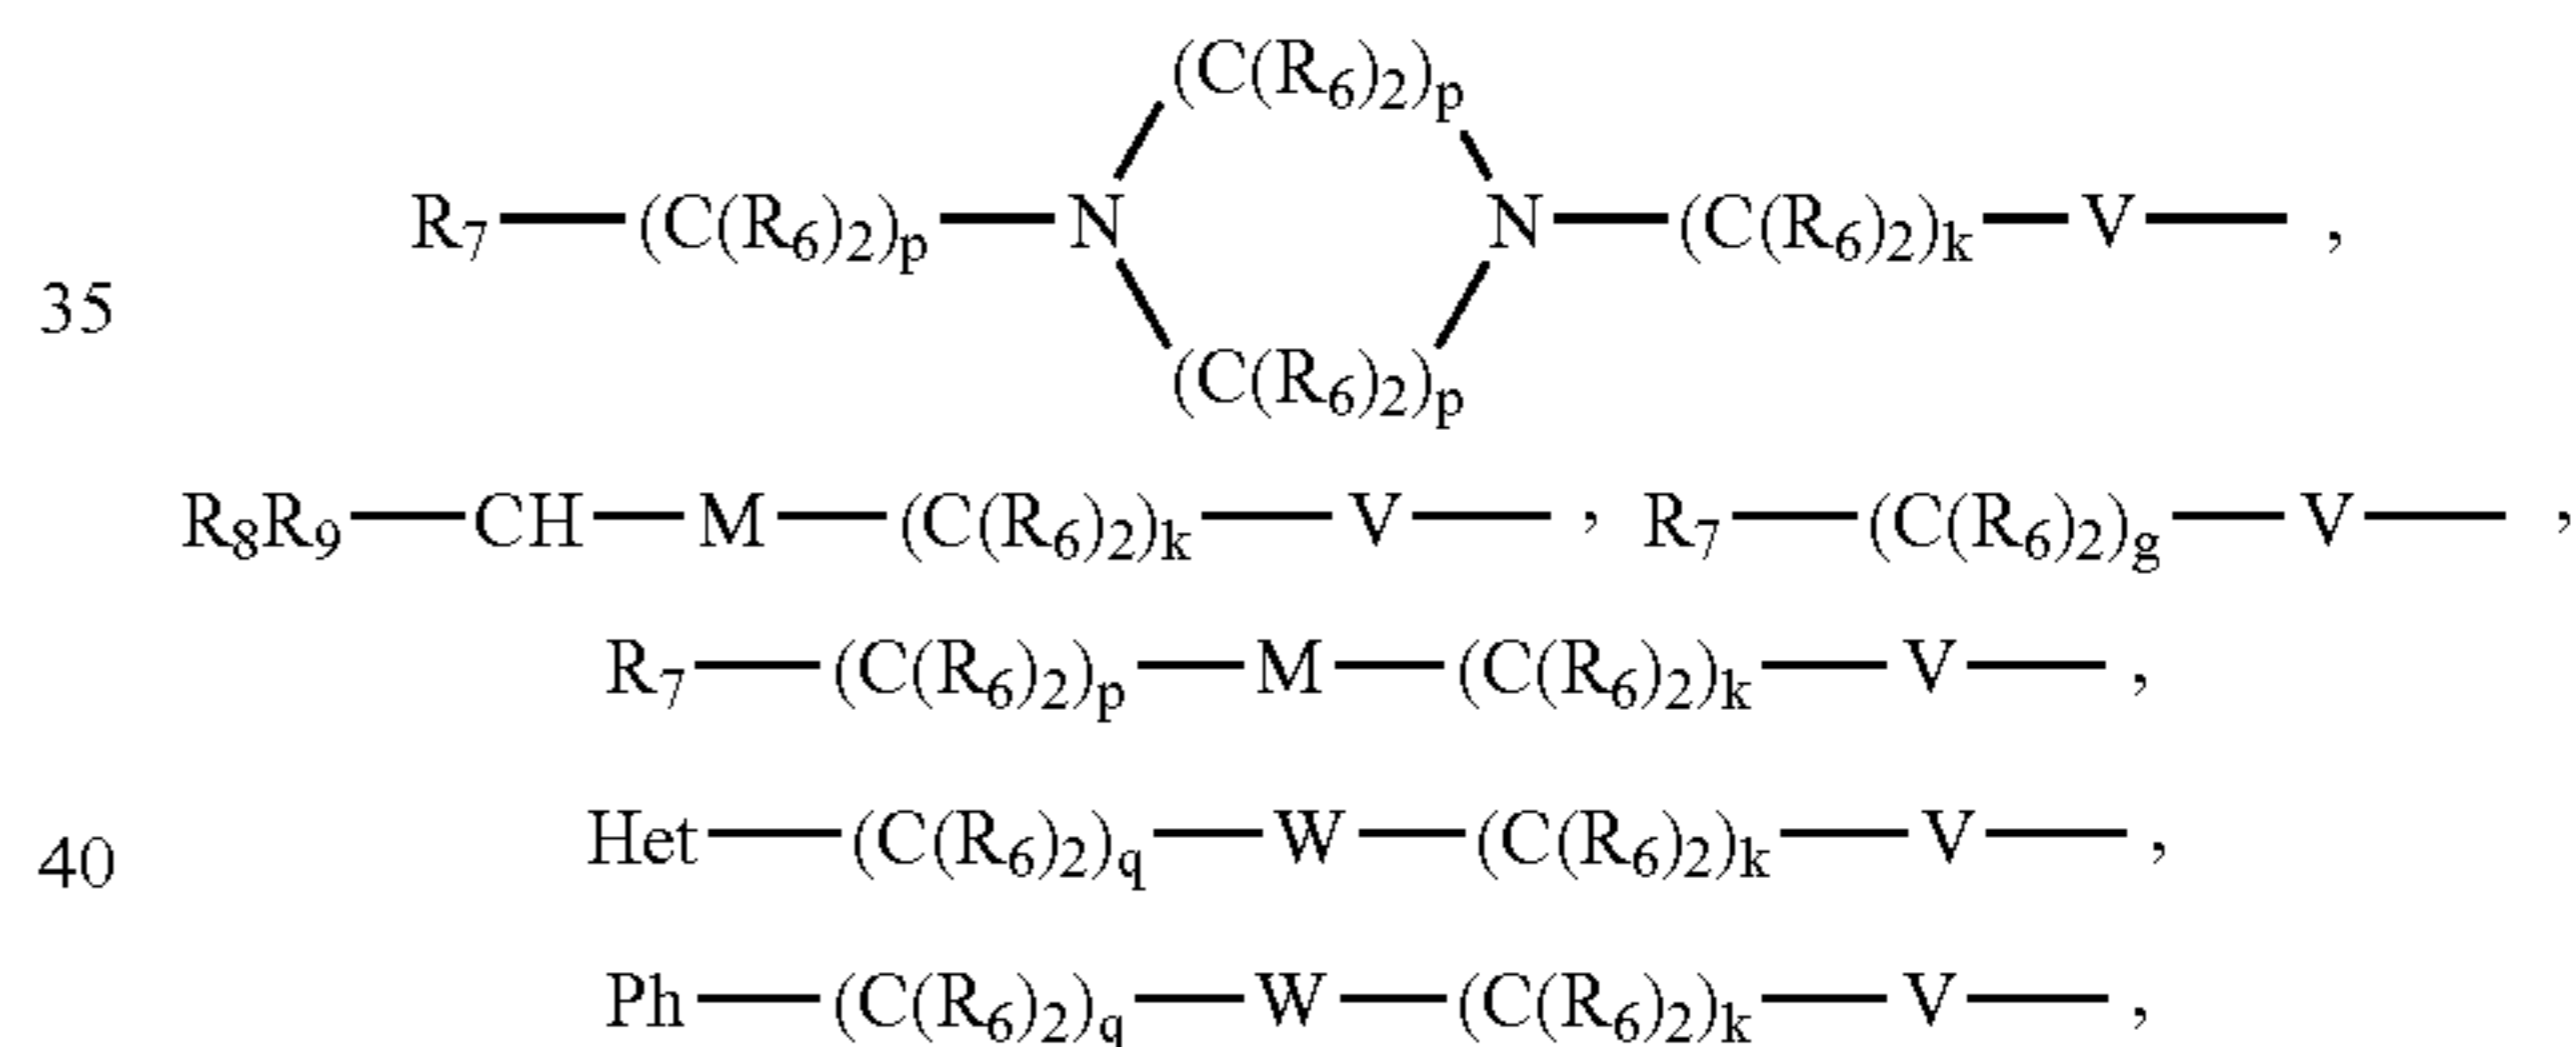 (C(R6)2)p
R7—(C(R6)2)p—N N—(C(R6)2)k—V— ,
35
(C(R6)2)p
R8R9—CH—M—(C(R6)2)k—V— , R7—(C(R6)2)g—V— ,
R7—(C(R6)2)p—M—(C(R6)2)k—V— ,
Het—(C(R6)2)q—W—(C(R6)2)k—V— ,
40
Ph—(C(R6)2)q—W—(C(R6)2)k—V— ,